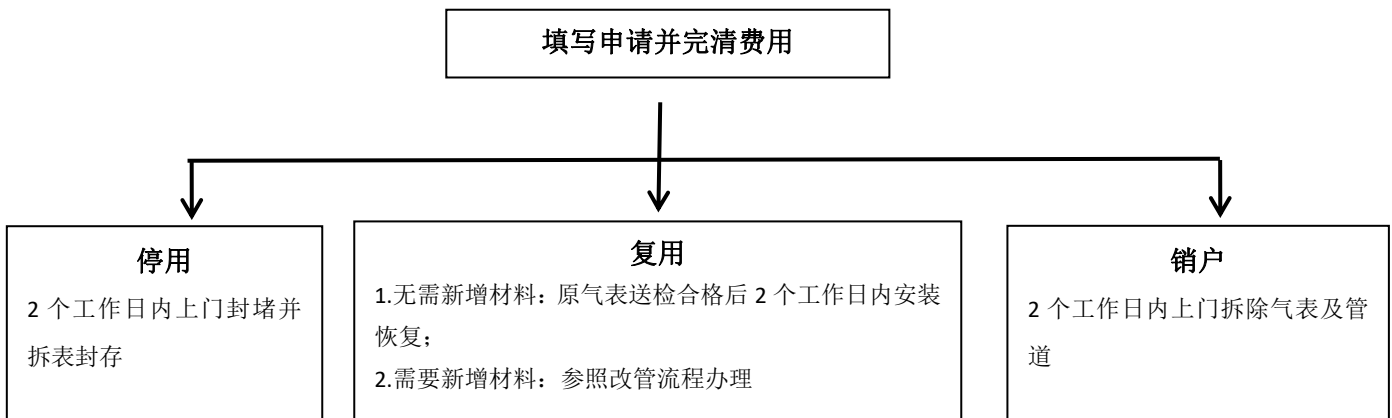 填写申请并完清费用
停用
2 个工作日内上门封堵并
拆表封存
复用
1.无需新增材料：原气表送检合格后 2 个工作日内安装
恢复；
2.需要新增材料：参照改管流程办理
销户
2 个工作日内上门拆除气表及管
道